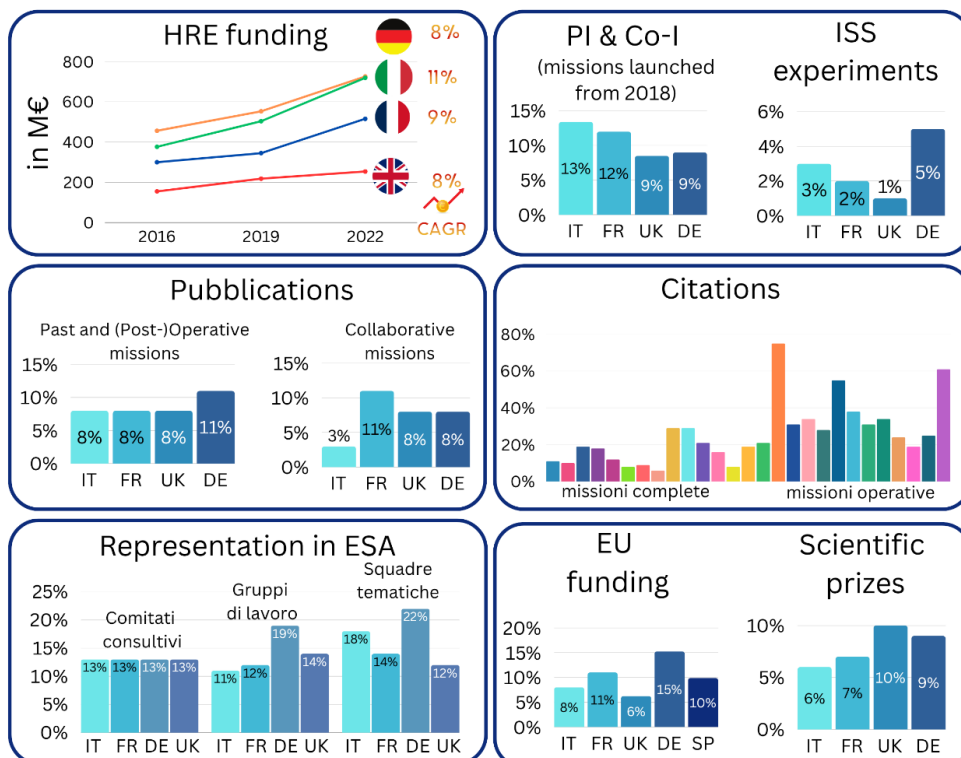 HRE funding
8%
11%
9%
8%
CAGR
in M€
800
600
400
200
0
2016 2019 2022
PI & Co-I
(missions launched
from 2018)
15%
10%
5%
0%
13% 12% 9% 9%
IT FR UK DE
ISS
experiments
6%
4%
2%
0%
3% 2% 1% 5%
IT FR UK DE
Pubblications
Past and (Post-)Operative
missions
15%
10%
5%
0%
8% 8% 8% 11%
IT FR UK DE
Collaborative
missions
15%
10%
5%
0%
3% 11% 8% 8%
IT FR UK DE
Citations
80%
60%
40%
20%
0%
missioni complete missioni operative
Representation in ESA
25%
20%
15%
10%
5%
0%
Comitati
consultivi
13% 13% 13% 13%
IT FR DE UK
Gruppi
di lavoro
11% 12% 19% 14%
IT FR DE UK
Squadre
tematiche
18% 14% 22% 12%
IT FR DE UK
EU
funding
20%
15%
10%
5%
0%
8% 11% 6% 15% 10%
IT FR UK DE SP
Scientific
prizes
10%
5%
0%
6% 7% 10% 9%
IT FR UK DE